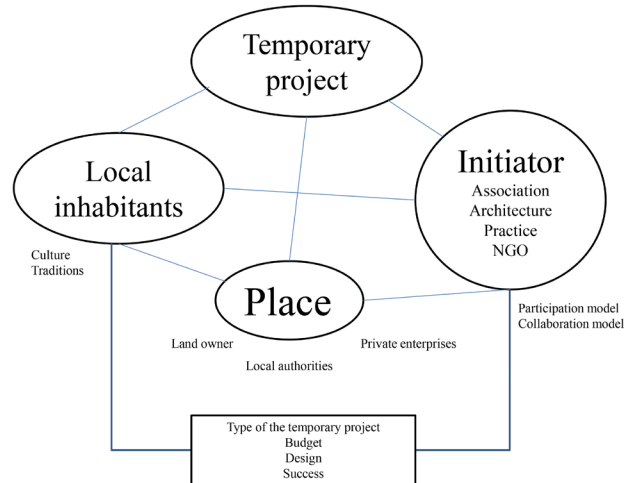 Temporary
project
Local
inhabitants
Initiator
Association
Architecture
Practice
NGO
Culture
Traditions
Place
Participation model
Collaboration model
Land owner
Private enterprises
Local authorities
Type of the temporary project
Budget
Design
Success